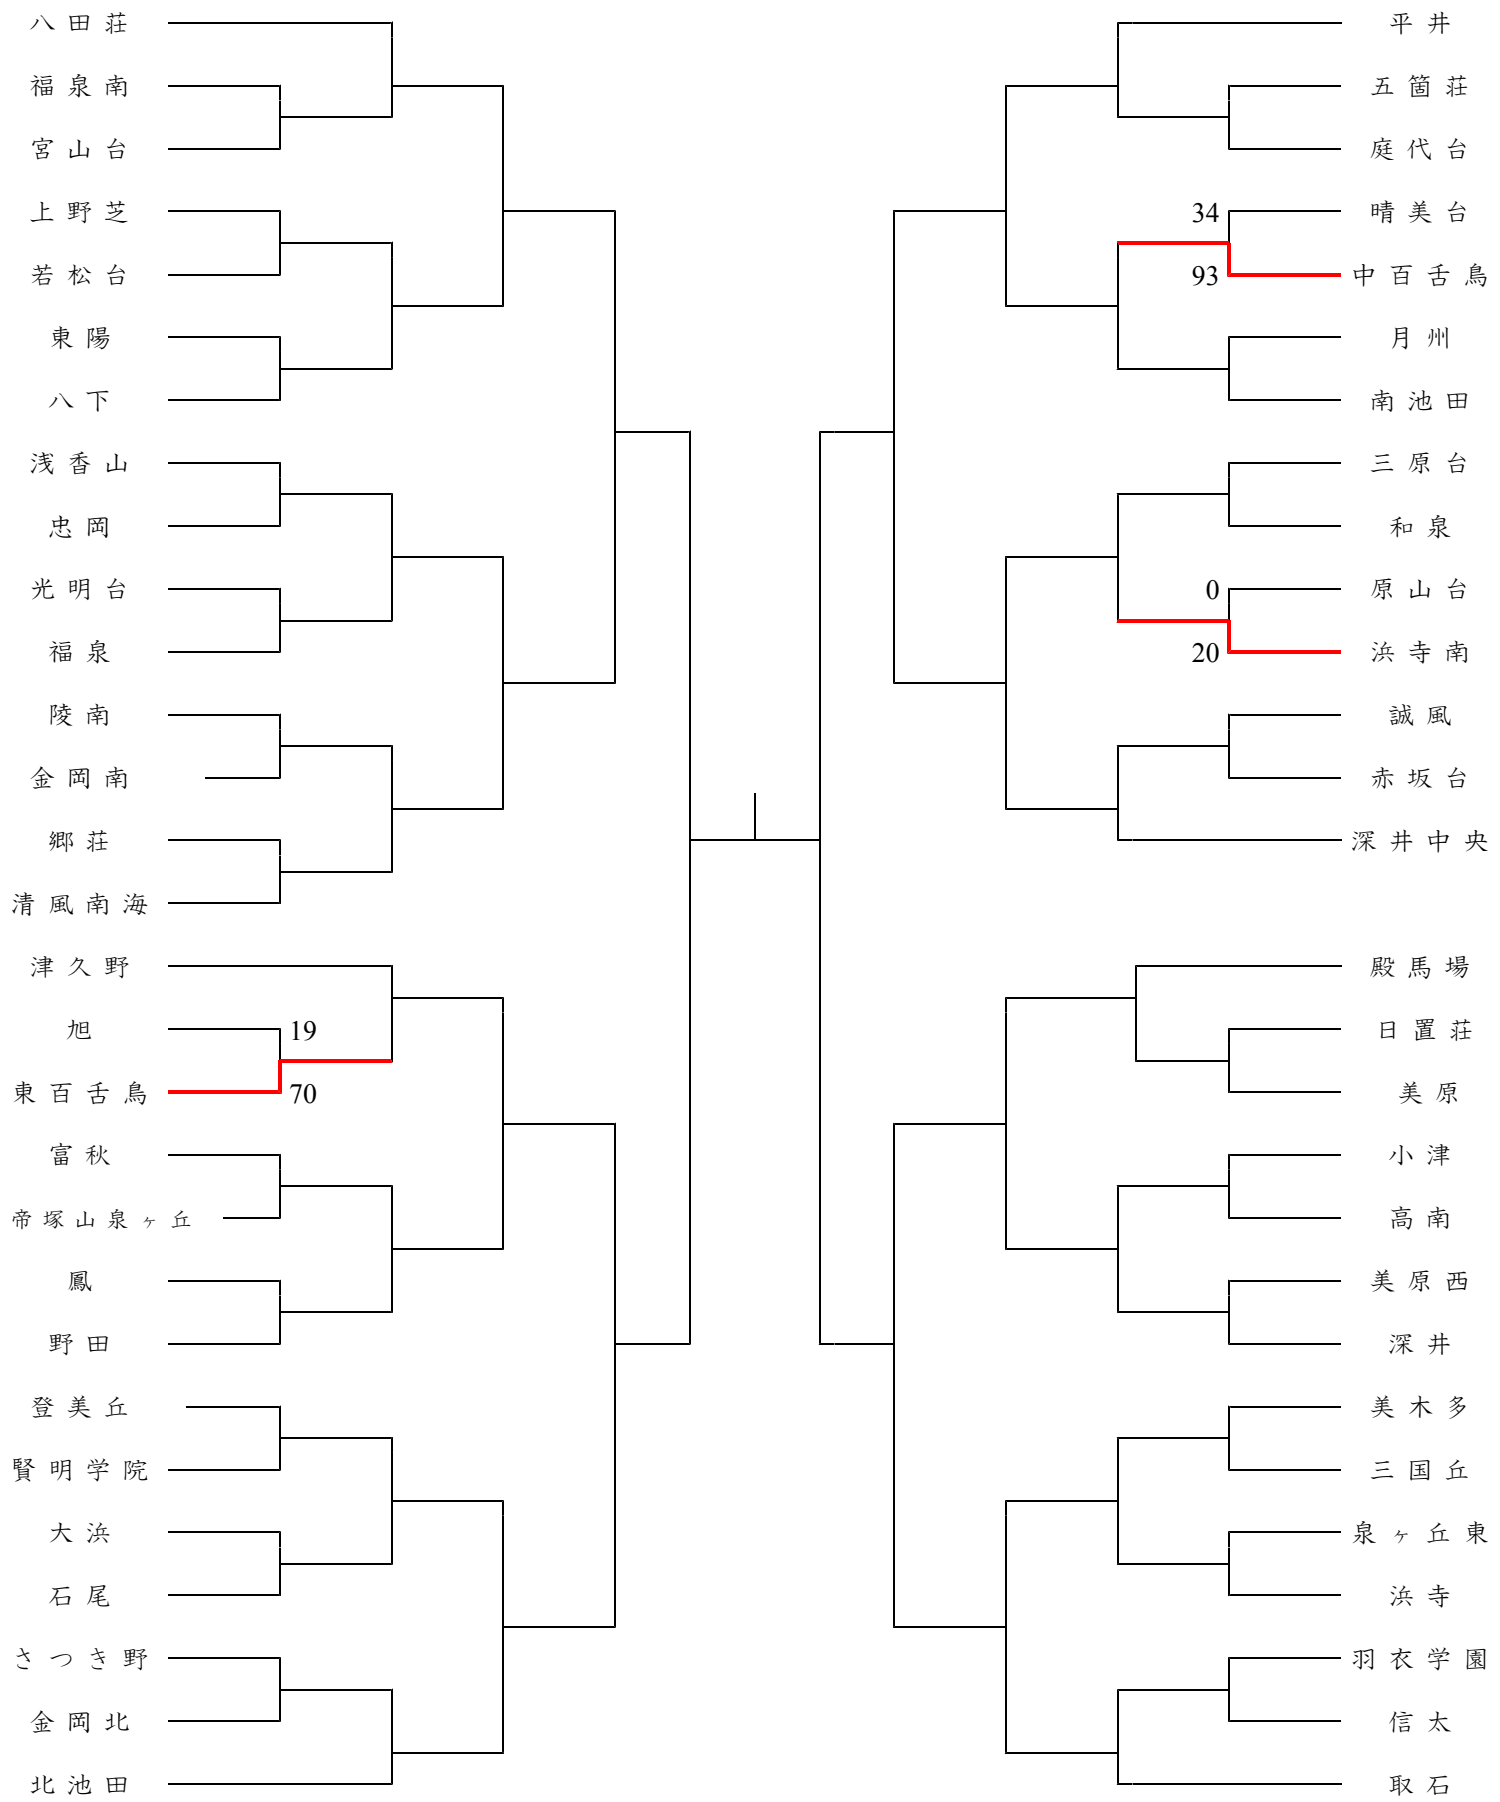 八田荘
福泉南
宮山台
上野芝
若松台
東陽
八下
浅香山
忠岡
光明台
福泉
陵南
金岡南
郷荘
清風南海
津久野
旭
19
東百舌鳥
70
富秋
帝塚山泉ヶ丘
鳳
野田
登美丘
賢明学院
大浜
石尾
さつき野
金岡北
北池田
平井
五箇荘
庭代台
34
晴美台
93
中百舌鳥
月州
南池田
三原台
和泉
0
原山台
20
浜寺南
誠風
赤坂台
深井中央
殿馬場
日置荘
美原
小津
高南
美原西
深井
美木多
三国丘
泉ヶ丘東
浜寺
羽衣学園
信太
取石